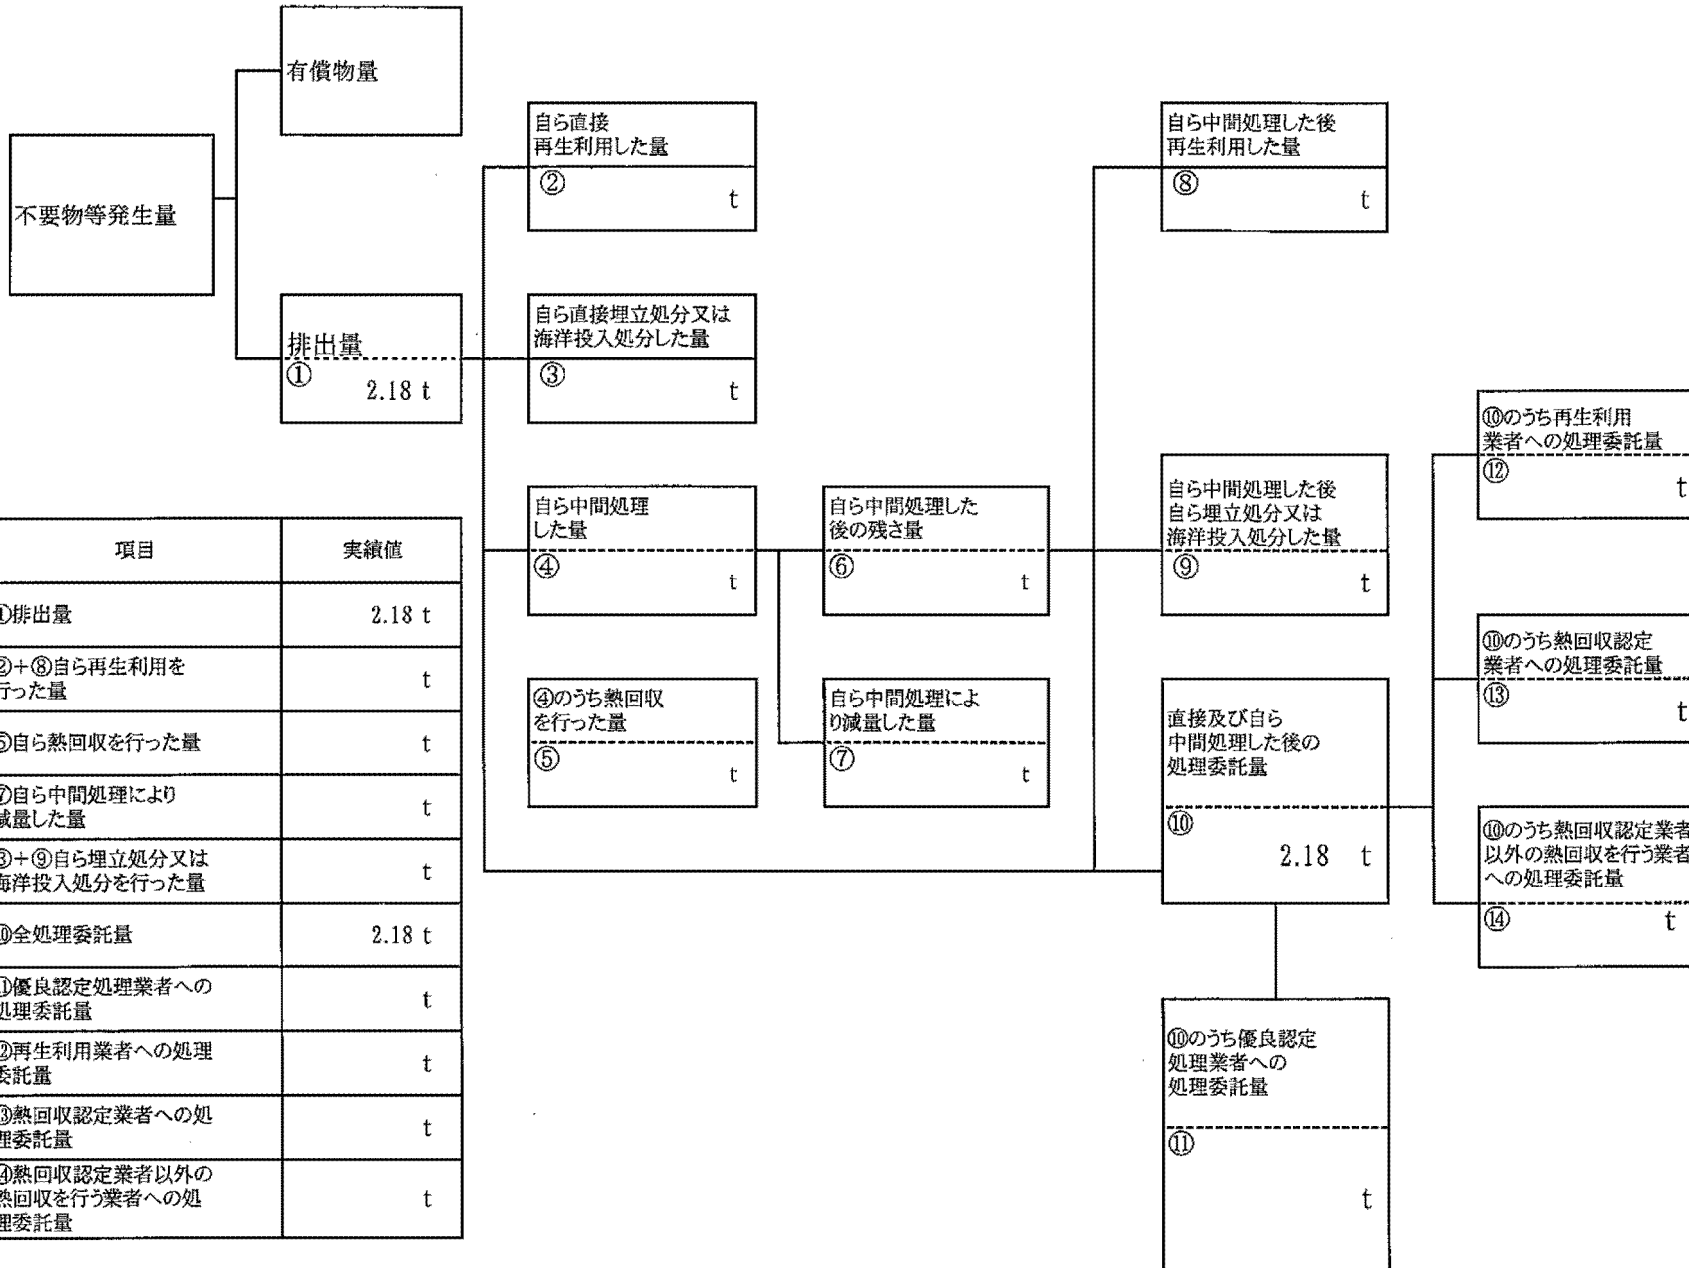 有償物量
不要物等発生量
排出量
①
2.18 t
自ら直接
再生利用した量
②
t
自ら直接埋立処分又は
海洋投入処分した量
③
t
自ら中間処理
した量
④
t
④のうち熱回収
を行った量
⑤
t
自ら中間処理した
後の残さ量
⑥
t
自ら中間処理によ
り減量した量
⑦
t
自ら中間処理した後
再生利用した量
⑧
t
自ら中間処理した後
自ら埋立処分又は
海洋投入処分した量
⑨
t
直接及び自ら
中間処理した後の
処理委託量
⑩
2.18 t
⑩のうち優良認定
処理業者への
処理委託量
⑪
t
⑩のうち再生利用
業者への処理委託量
⑫
t
⑩のうち熱回収認定
業者への処理委託量
⑬
t
⑩のうち熱回収認定業者
以外の熱回収を行う業者
への処理委託量
⑭
t
項目 実績値
①排出量 2.18 t
②+⑧自ら再生利用を
行った量 t
⑤自ら熱回収を行った量 t
⑦自ら中間処理により
減量した量 t
③+⑨自ら埋立処分又は
海洋投入処分を行った量 t
⑩全処理委託量 2.18 t
⑪優良認定処理業者への
処理委託量 t
⑫再生利用業者への処理
委託量 t
⑬熱回収認定業者への処
理委託量 t
⑭熱回収認定業者以外の
熱回収を行う業者への処
理委託量 t